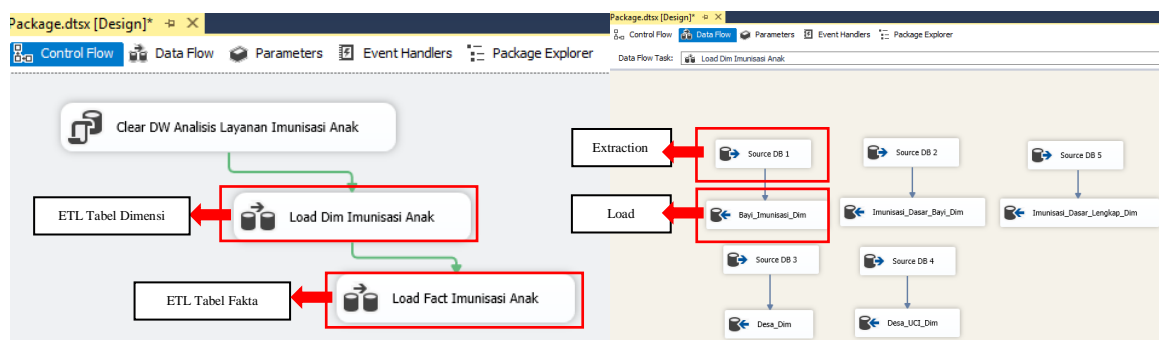 Package.dtsx [Design]*
Control Flow Data Flow Parameters Event Handlers Package Explorer
Clear DW Analisis Layanan Imunisasi Anak
ETL Tabel Dimensi
Load Dim Imunisasi Anak
ETL Tabel Fakta
Load Fact Imunisasi Anak
Package.dtsx [Design]*
Control Flow Data Flow Parameters Event Handlers Package Explorer
Data Flow Task: Load Dim Imunisasi Anak
Extraction
Source DB 1
Source DB 2
Source DB 5
Load
Bayi_Imunisasi_Dim
Imunisasi_Dasar_Bayi_Dim
Imunisasi_Dasar_Lengkap_Dim
Source DB 3
Source DB 4
Desa_Dim
Desa_UCI_Dim